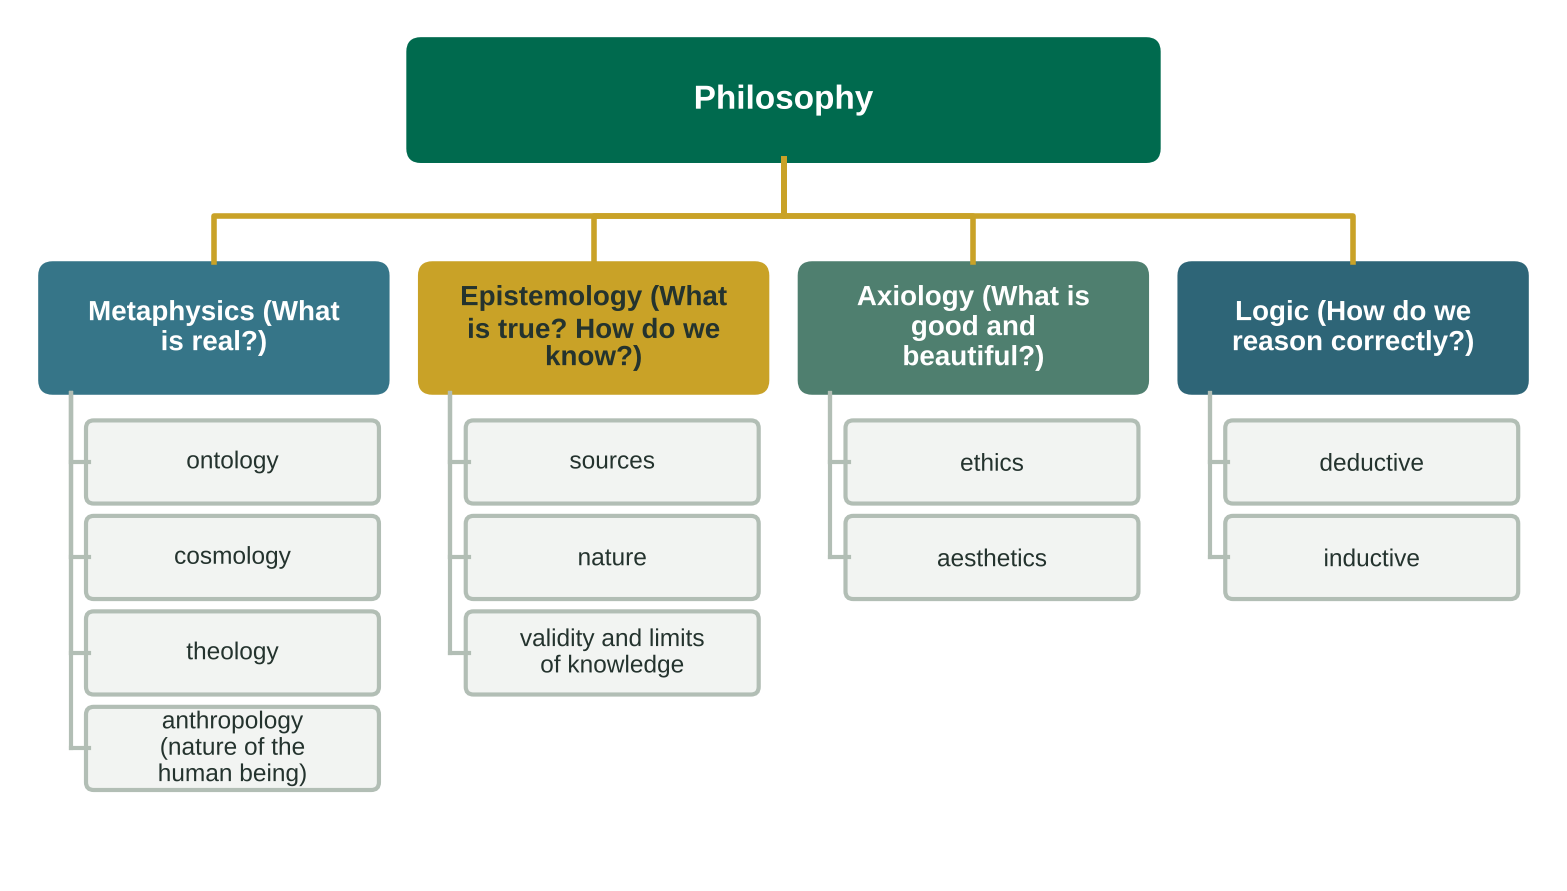 Philosophy
Metaphysics (What
is real?)
Epistemology (What
is true? How do we
know?)
Axiology (What is
good and
beautiful?)
Logic (How do we
reason correctly?)
ontology
cosmology
theology
anthropology
(nature of the
human being)
sources
nature
validity and limits
of knowledge
ethics
aesthetics
deductive
inductive